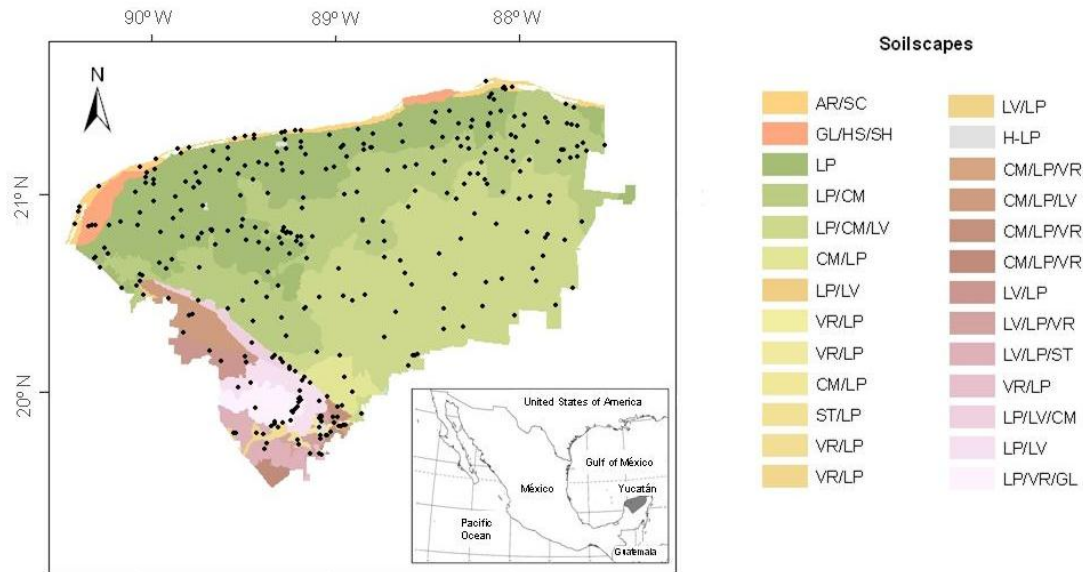 90º W
89º W
88º W
N
21º N
20º N
United States of America
Gulf of México
México
Yucatán
Pacific
Ocean
Guatemala
Soilscapes
AR/SC
GL/HS/SH
LP
LP/CM
LP/CM/LV
CM/LP
LP/LV
VR/LP
VR/LP
CM/LP
ST/LP
VR/LP
VR/LP
LV/LP
H-LP
CM/LP/VR
CM/LP/LV
CM/LP/VR
CM/LP/VR
LV/LP
LV/LP/VR
LV/LP/ST
VR/LP
LP/LV/CM
LP/LV
LP/VR/GL